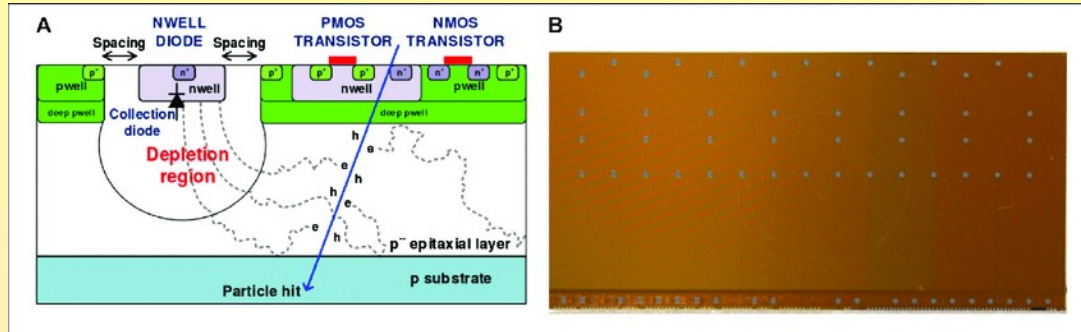 A
NWELL DIODE
Spacing
Spacing
PMOS TRANSISTOR
NMOS TRANSISTOR
p+
n+
p+
p+
p+
n+
n+
n+
p+
pwell
nwell
nwell
pwell
deep pwell
deep pwell
Collection diode
Depletion region
h
e
e
h
h
e
e
h
p-- epitaxial layer
p substrate
Particle hit
B